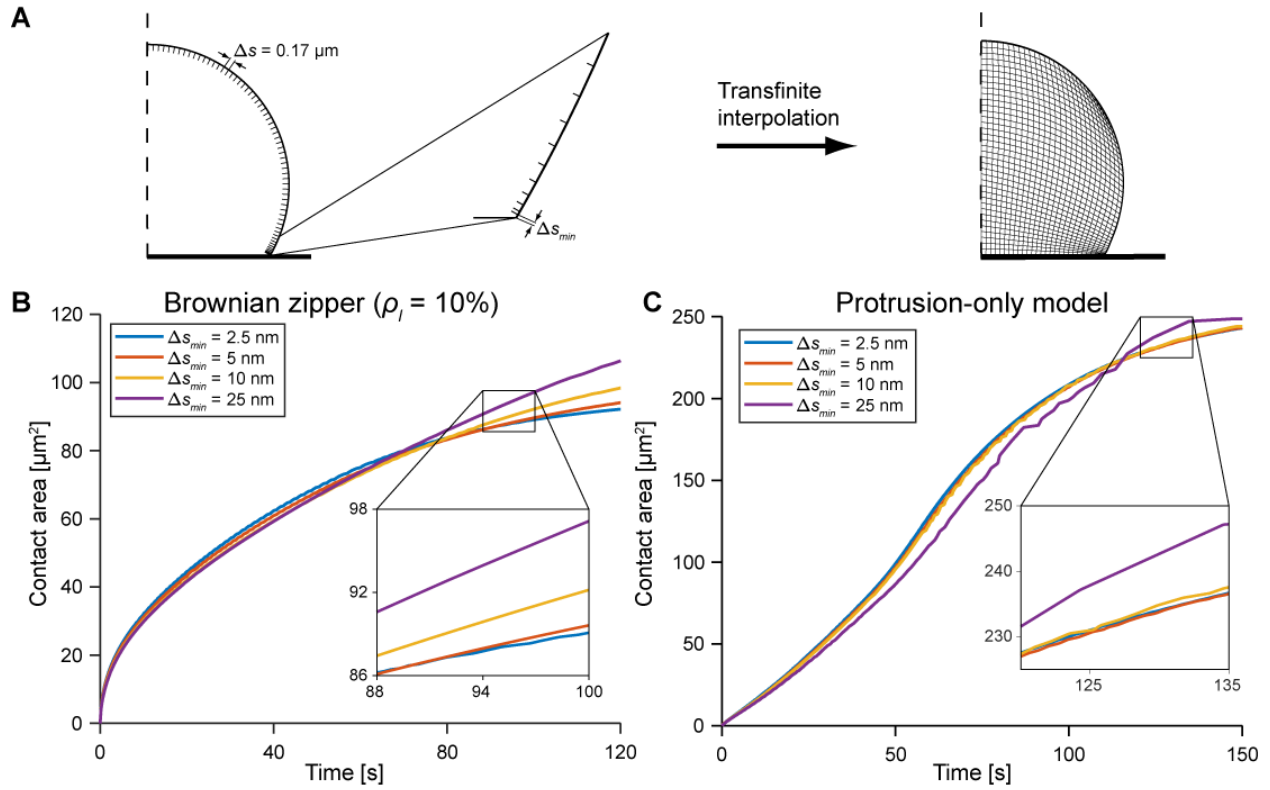 A
Δs = 0.17 µm
Δs_min
Transfinite
interpolation
B
Brownian zipper (ρ_l = 10%)
Contact area [µm²]
120
100
80
60
40
20
0
Δs_min = 2.5 nm
Δs_min = 5 nm
Δs_min = 10 nm
Δs_min = 25 nm
98
92
86
88
94
100
0
40
80
120
Time [s]
C
Protrusion-only model
Contact area [µm²]
250
200
150
100
50
0
Δs_min = 2.5 nm
Δs_min = 5 nm
Δs_min = 10 nm
Δs_min = 25 nm
250
240
230
125
135
0
50
100
150
Time [s]